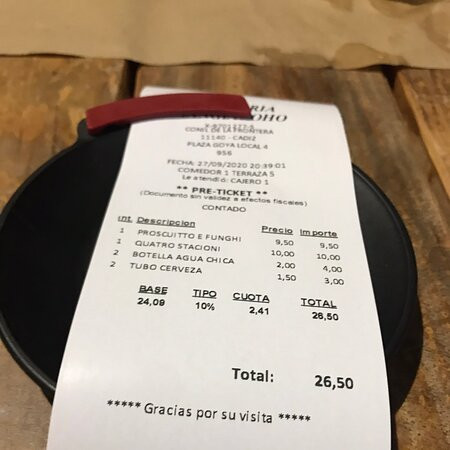 CONIL DE LA FRONTERA
11140 - CADIZ
PLAZA GOYA LOCAL 4
956
FECHA: 27/09/2020 20:39:01
COMEDOR 1 TERRAZA 5
Le atendió: CAJERO 1
** PRE-TICKET **
(Documento sin validez a efectos fiscales)
CONTADO
Int. Descripcion Precio Importe
1 PROSCUITTO E FUNGHI 9,50 9,50
1 QUATRO STACIONI 10,00 10,00
2 BOTELLA AGUA CHICA 2,00 4,00
2 TUBO CERVEZA 1,50 3,00
BASE TIPO CUOTA TOTAL
24,09 10% 2,41 26,50
Total: 26,50
***** Gracias por su visita *****